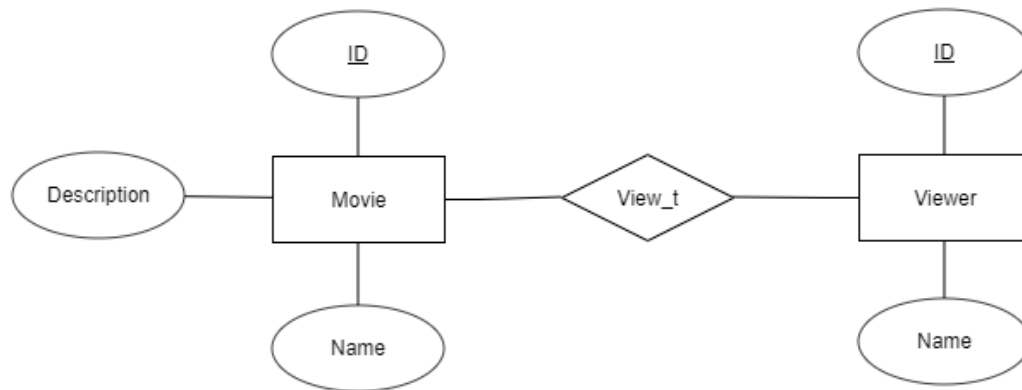 ID
ID
Description
Movie
View_t
Viewer
Name
Name